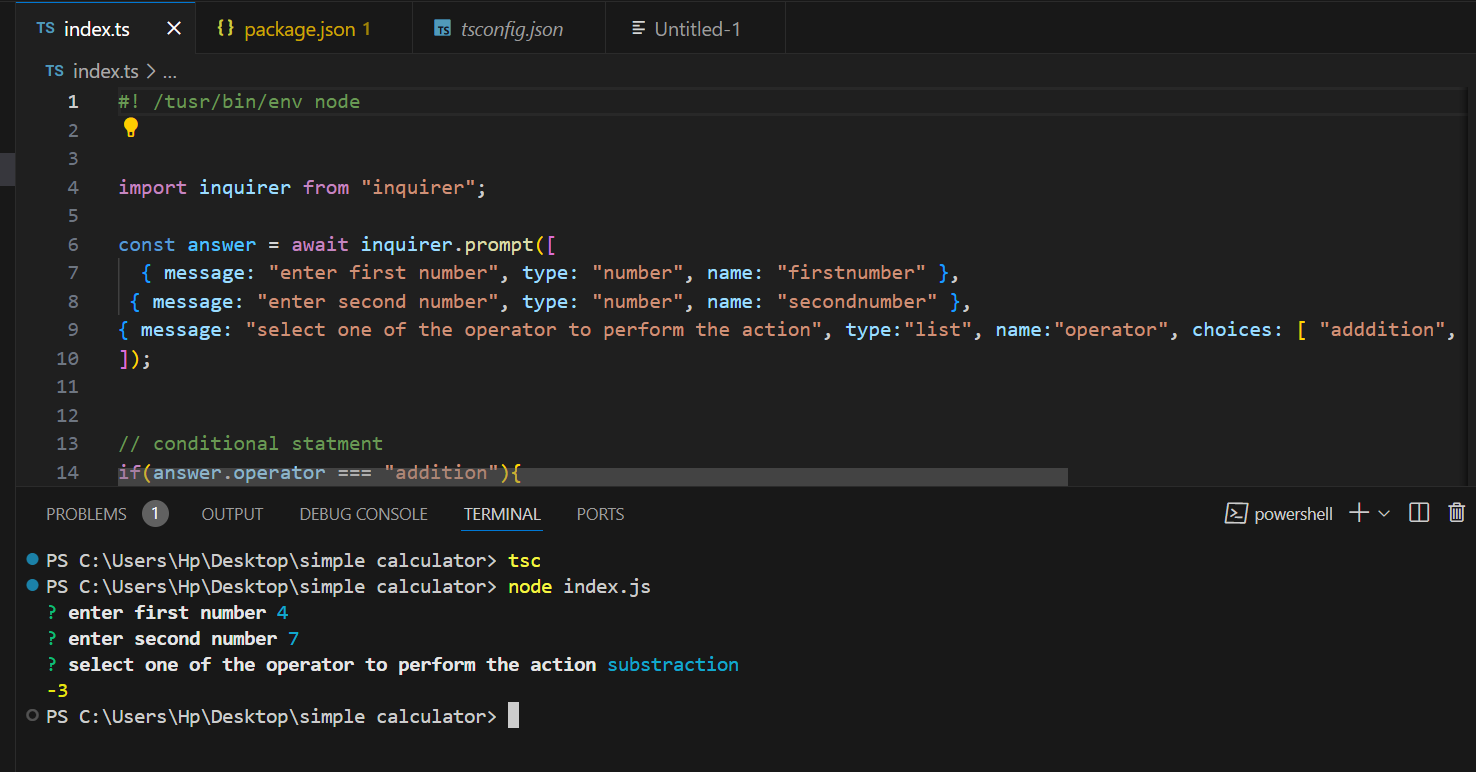 TS index.ts × {} package.json 1 TS tsconfig.json Untitled-1
TS index.ts > ...
1 #! /tusr/bin/env node
2
3
4 import inquirer from "inquirer";
5
6 const answer = await inquirer.prompt([
7 { message: "enter first number", type: "number", name: "firstnumber" },
8 { message: "enter second number", type: "number", name: "secondnumber" },
9 { message: "select one of the operator to perform the action", type:"list", name:"operator", choices: [ "adddition",
10 ]);
11
12
13 // conditional statment
14 if(answer.operator === "addition"){
PROBLEMS 1 OUTPUT DEBUG CONSOLE TERMINAL PORTS powershell
PS C:\Users\Hp\Desktop\simple calculator> tsc
PS C:\Users\Hp\Desktop\simple calculator> node index.js
? enter first number 4
? enter second number 7
? select one of the operator to perform the action substraction
-3
PS C:\Users\Hp\Desktop\simple calculator>